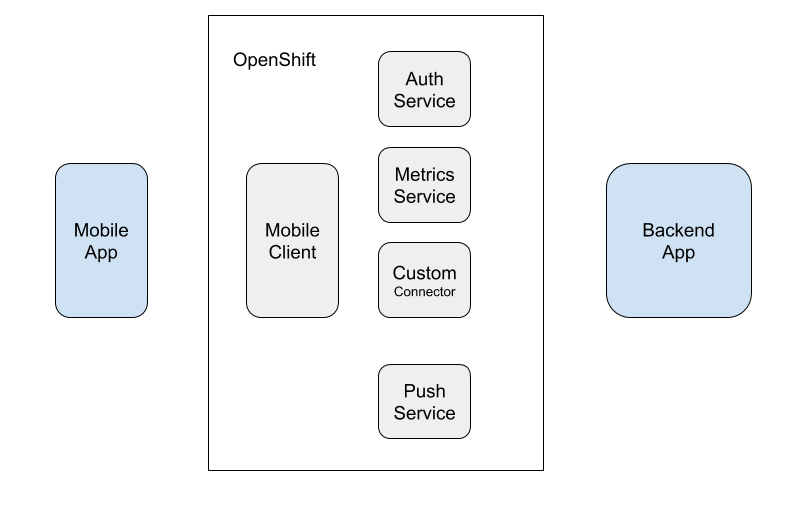 OpenShift
Auth
Service
Metrics
Service
Mobile
App
Mobile
Client
Custom
Connector
Backend
App
Push
Service